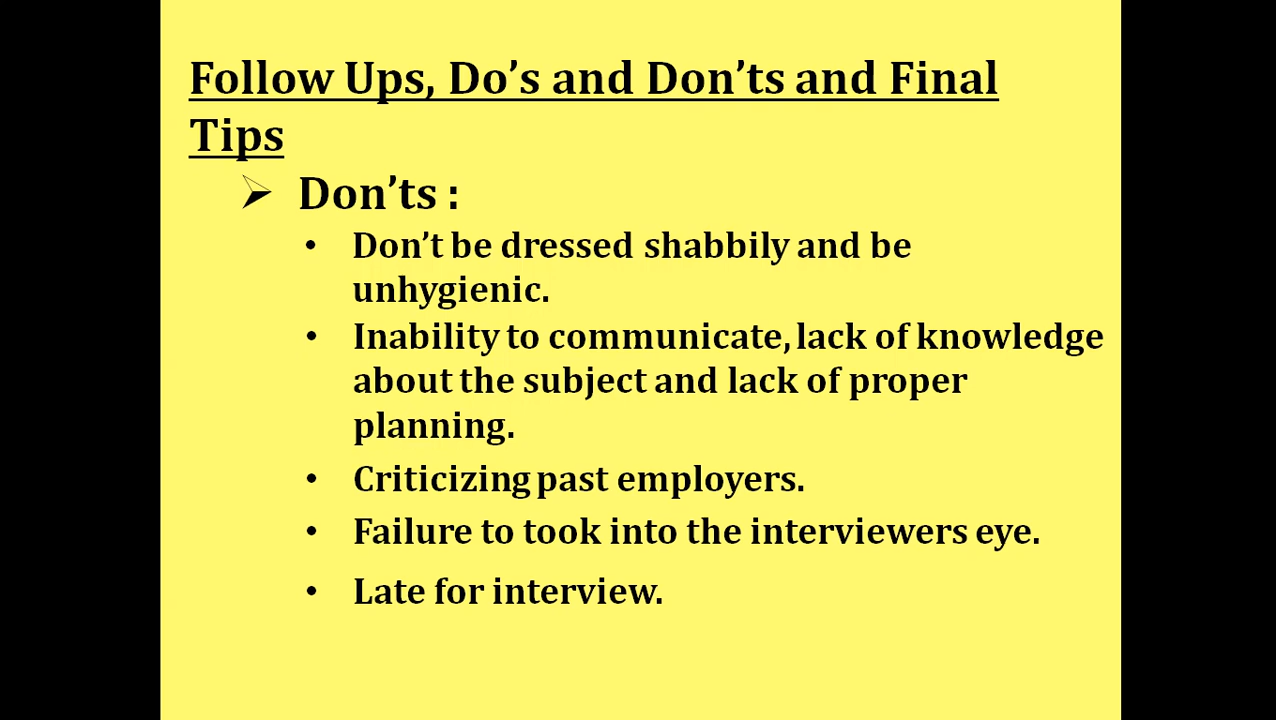 Follow Ups, Do’s and Don’ts and Final
Tips
➢ Don’ts :
• Don’t be dressed shabbily and be
unhygienic.
• Inability to communicate, lack of knowledge
about the subject and lack of proper
planning.
• Criticizing past employers.
• Failure to took into the interviewers eye.
• Late for interview.